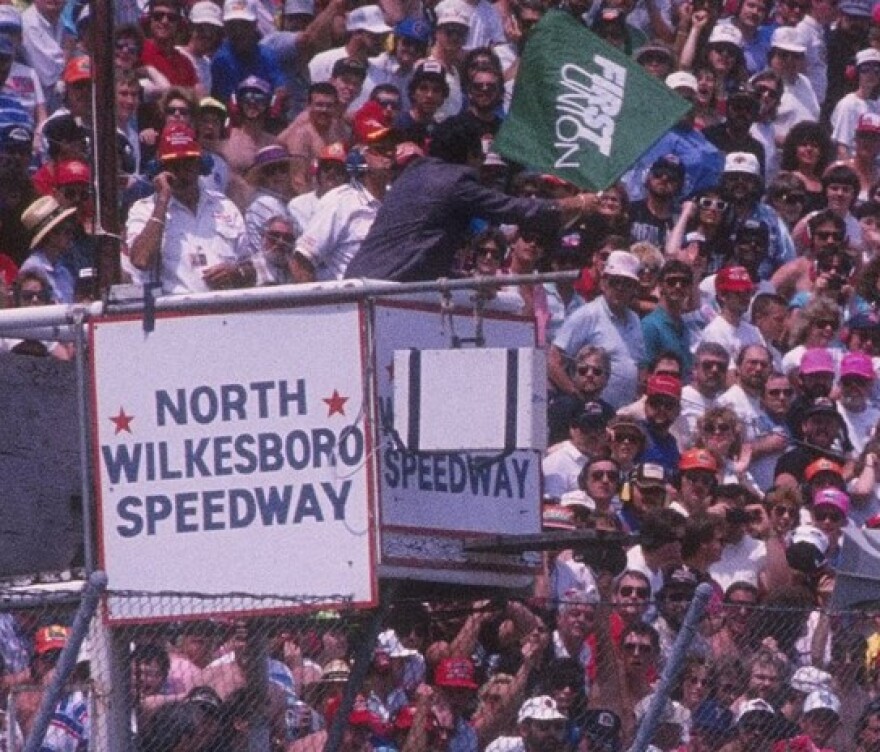 FIRST
UNION
NORTH
WILKESBORO
SPEEDWAY
SPEEDWAY